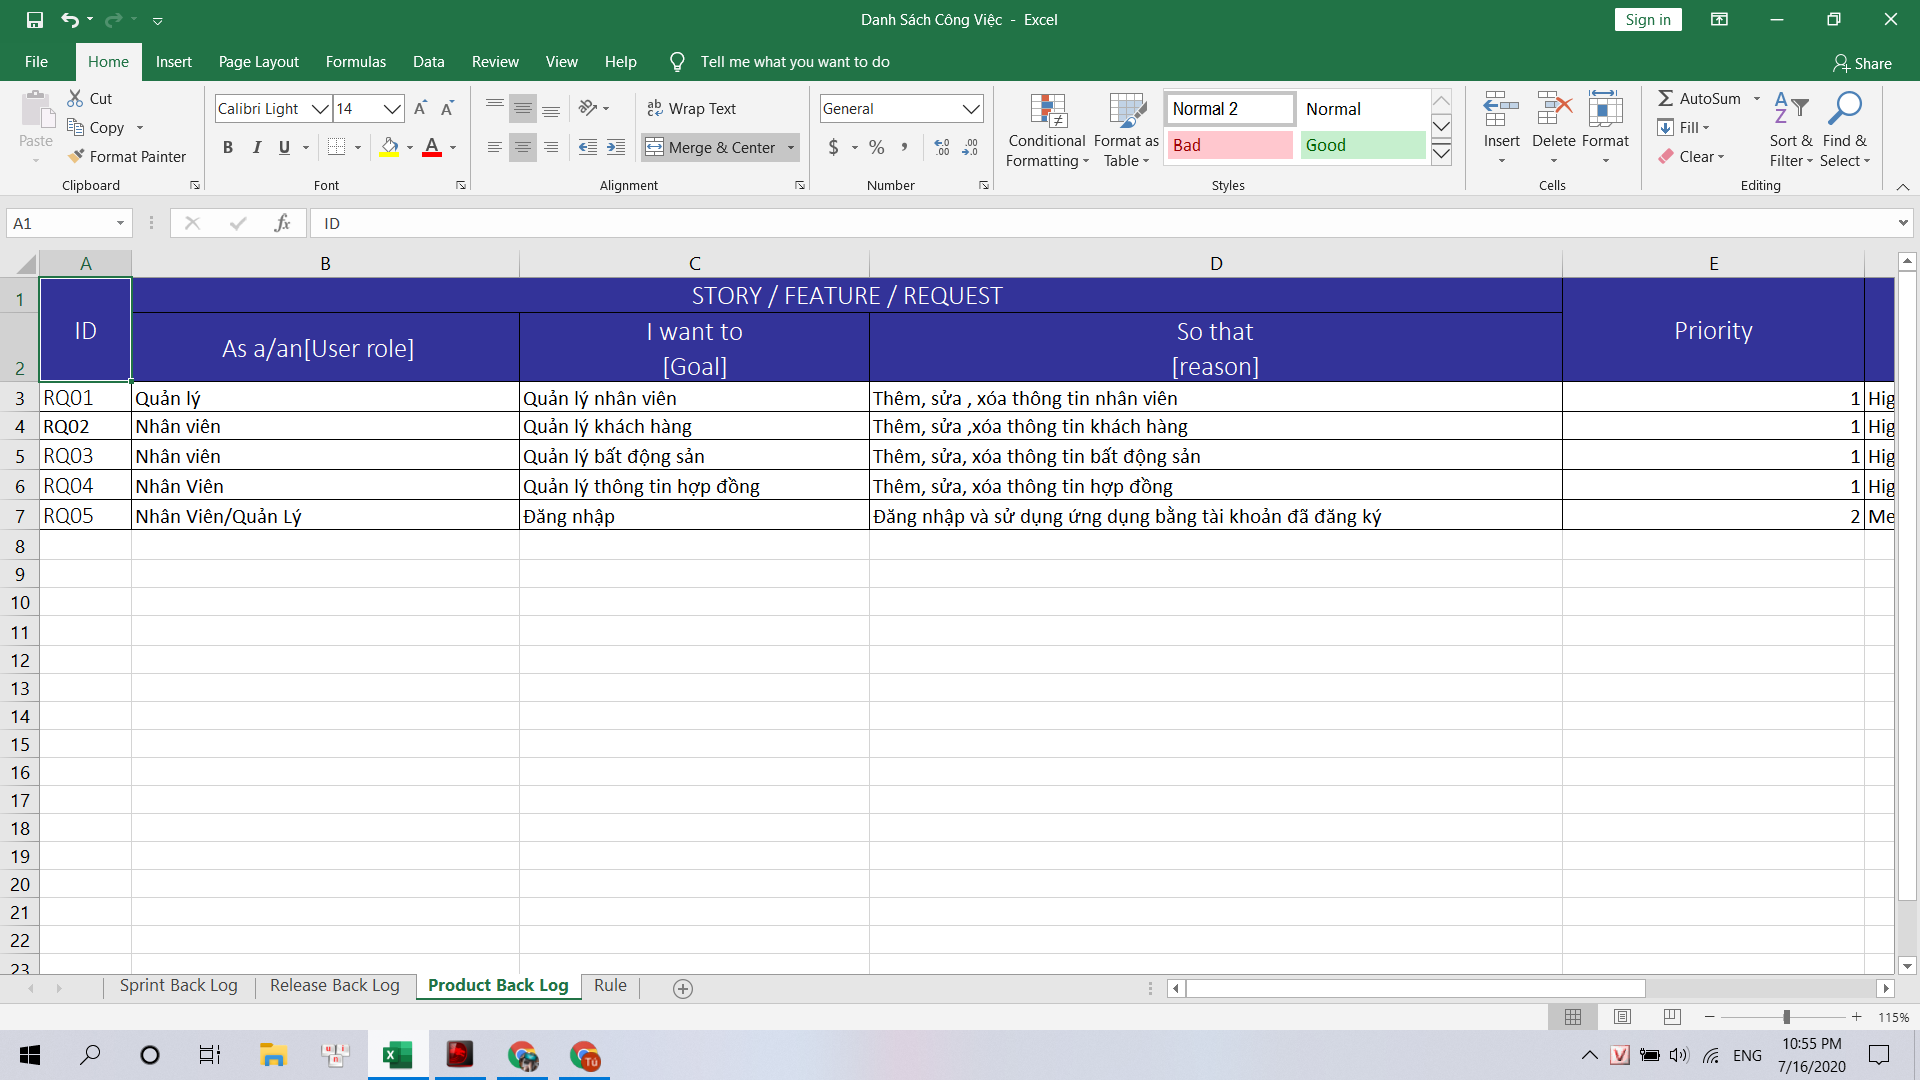 Danh Sách Công Việc - Excel
Sign in
File Home Insert Page Layout Formulas Data Review View Help Tell me what you want to do Share
Paste
Cut
Copy
Format Painter
Clipboard
Calibri Light 14
B I U
Font
Wrap Text
Merge & Center
Alignment
General
$ % ,
Number
Conditional Formatting
Format as Table
Normal 2 Normal
Bad Good
Styles
Insert Delete Format
Cells
AutoSum
Fill
Clear
Sort & Filter
Find & Select
Editing
A1 fx ID
A B C D E
1 STORY / FEATURE / REQUEST
ID Priority
2 As a/an[User role] I want to [Goal] So that [reason]
3 RQ01 Quản lý Quản lý nhân viên Thêm, sửa , xóa thông tin nhân viên 1 Hig
4 RQ02 Nhân viên Quản lý khách hàng Thêm, sửa ,xóa thông tin khách hàng 1 Hig
5 RQ03 Nhân viên Quản lý bất động sản Thêm, sửa, xóa thông tin bất động sản 1 Hig
6 RQ04 Nhân Viên Quản lý thông tin hợp đồng Thêm, sửa, xóa thông tin hợp đồng 1 Hig
7 RQ05 Nhân Viên/Quản Lý Đăng nhập Đăng nhập và sử dụng ứng dụng bằng tài khoản đã đăng ký 2 Me
8
9
10
11
12
13
14
15
16
17
18
19
20
21
22
23
Sprint Back Log Release Back Log Product Back Log Rule
115%
ENG
10:55 PM
7/16/2020